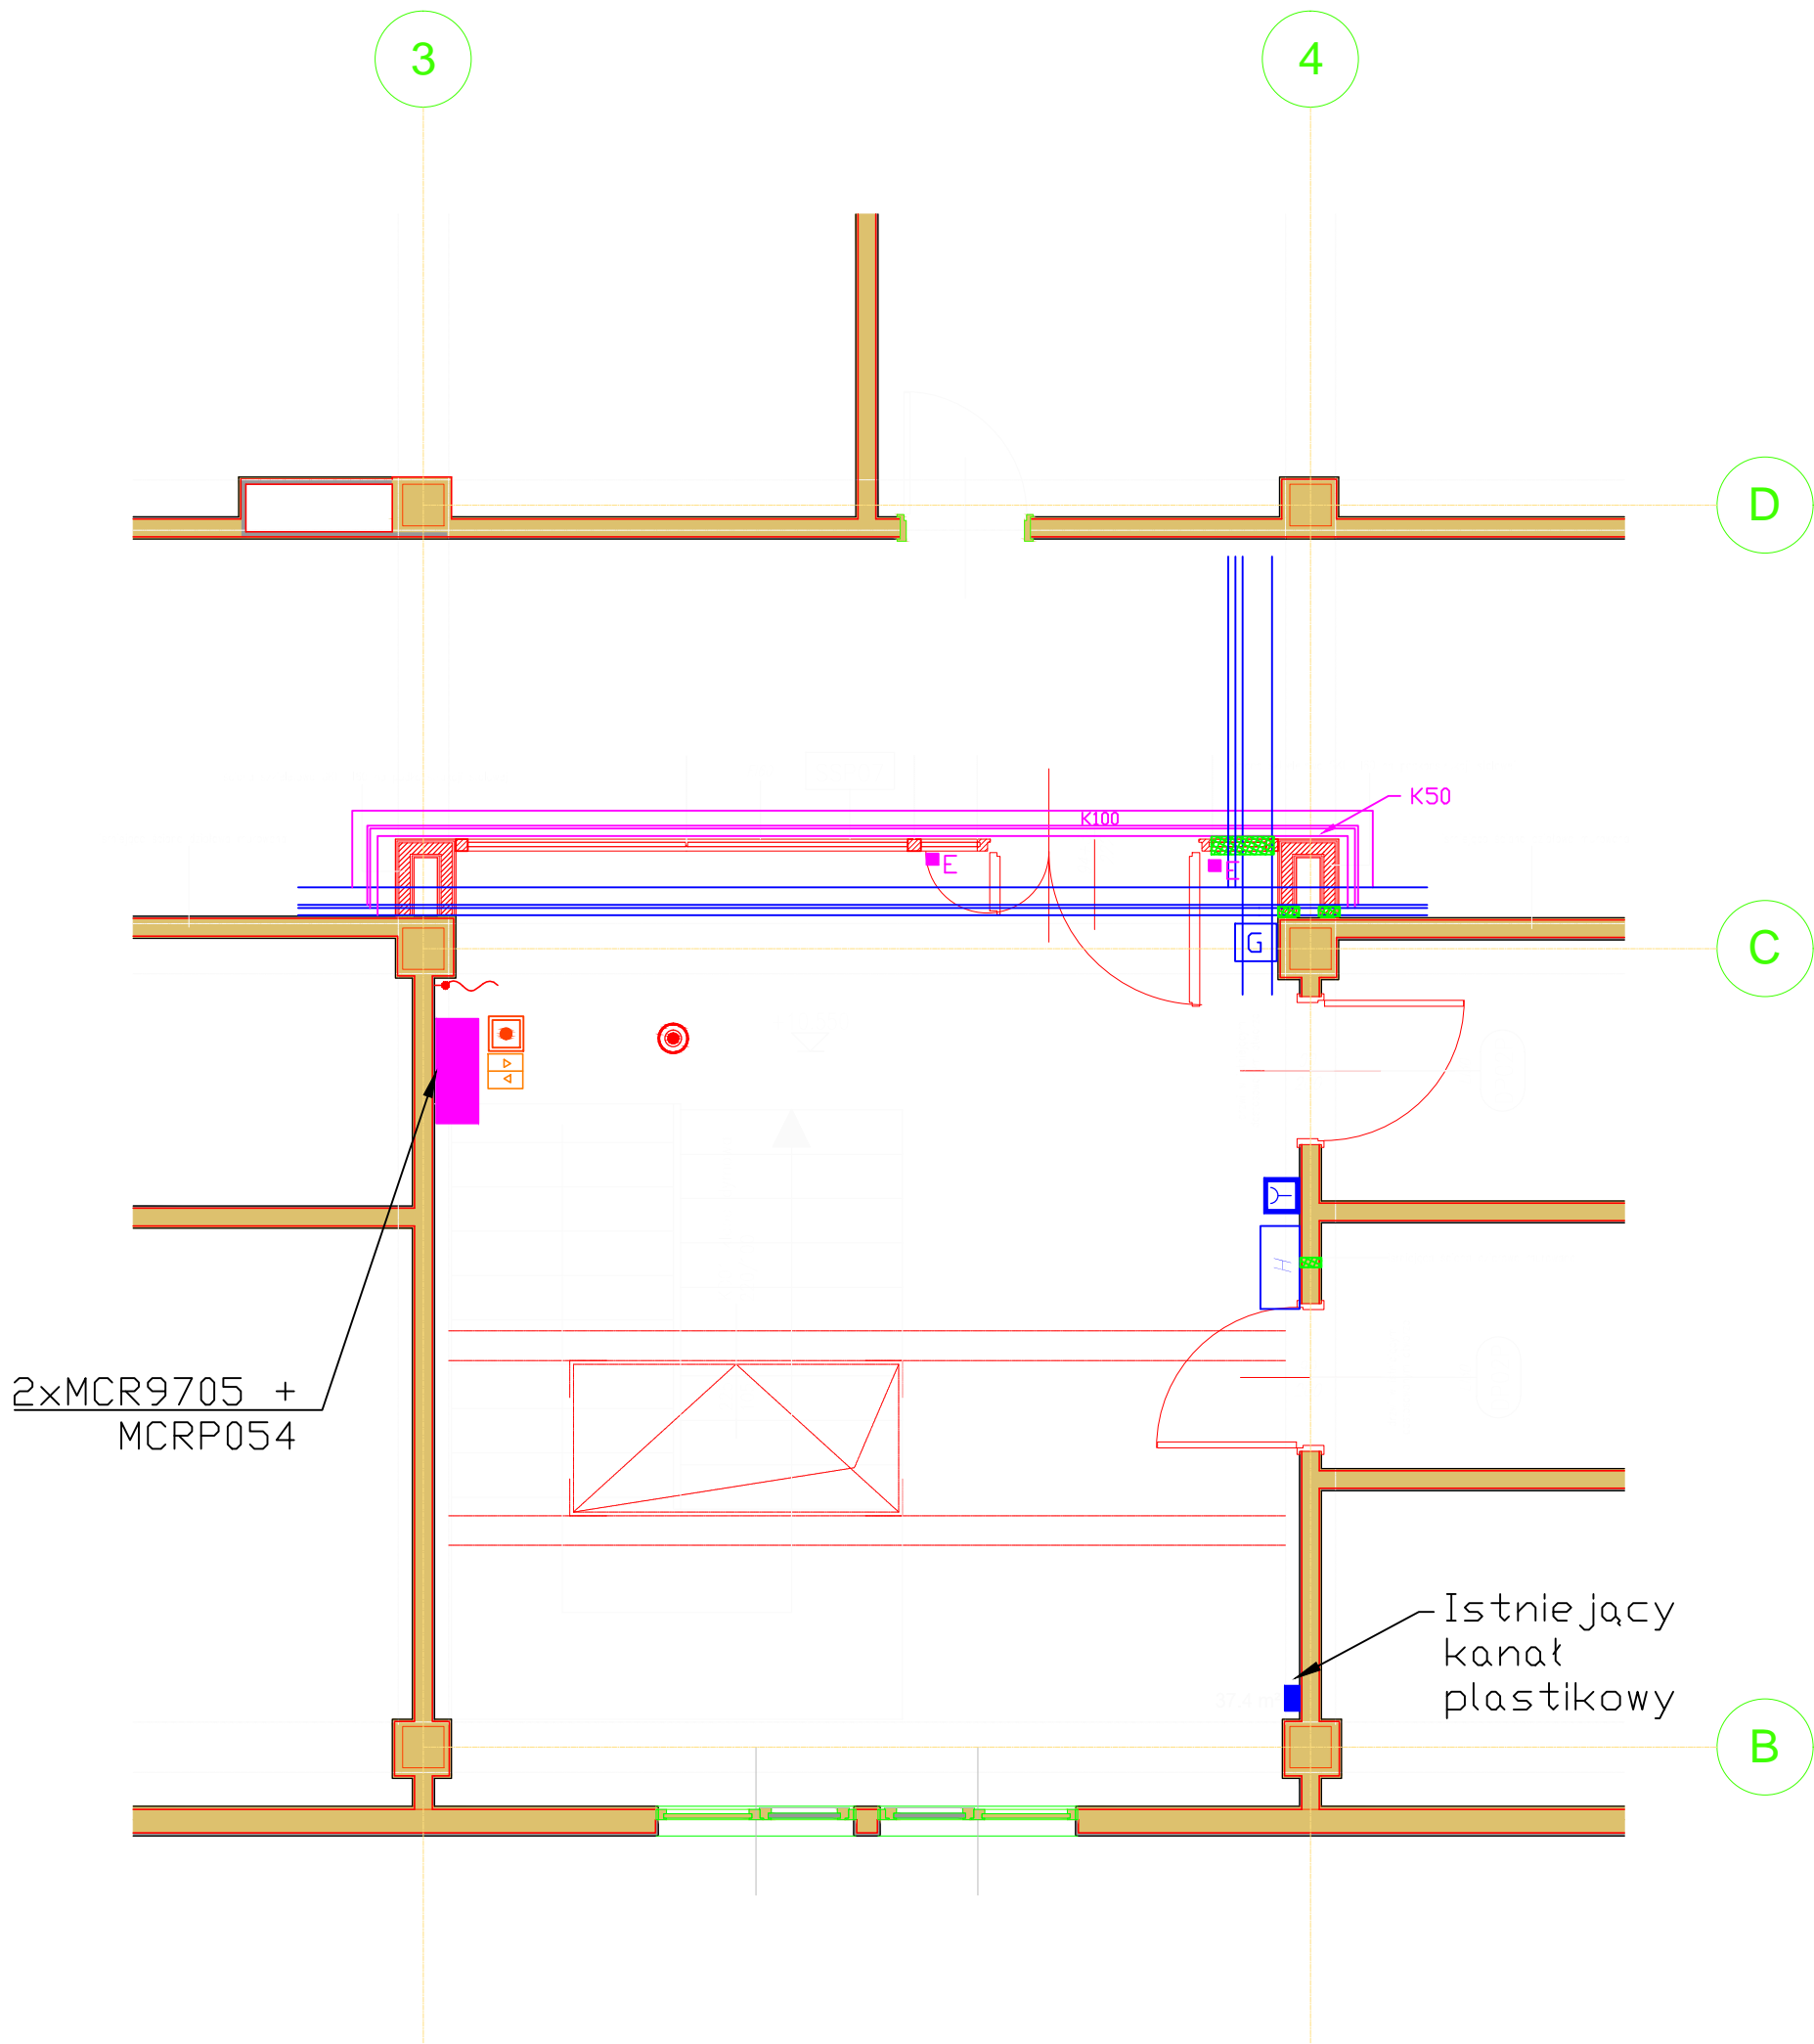 3
4
D
K50
K100
E
E
C
G
H
2xMCR9705 +
MCRP054
Istniejący
kanał
plastikowy
B